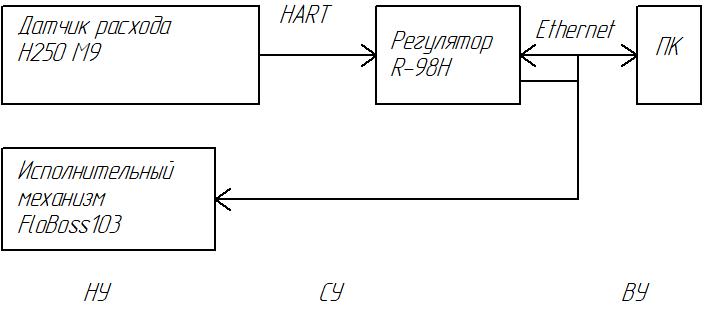 Датчик расхода
H250 M9
HART
Регулятор
R-98H
Ethernet
ПК
Исполнительный
механизм
FloBoss103
НУ
СУ
ВУ